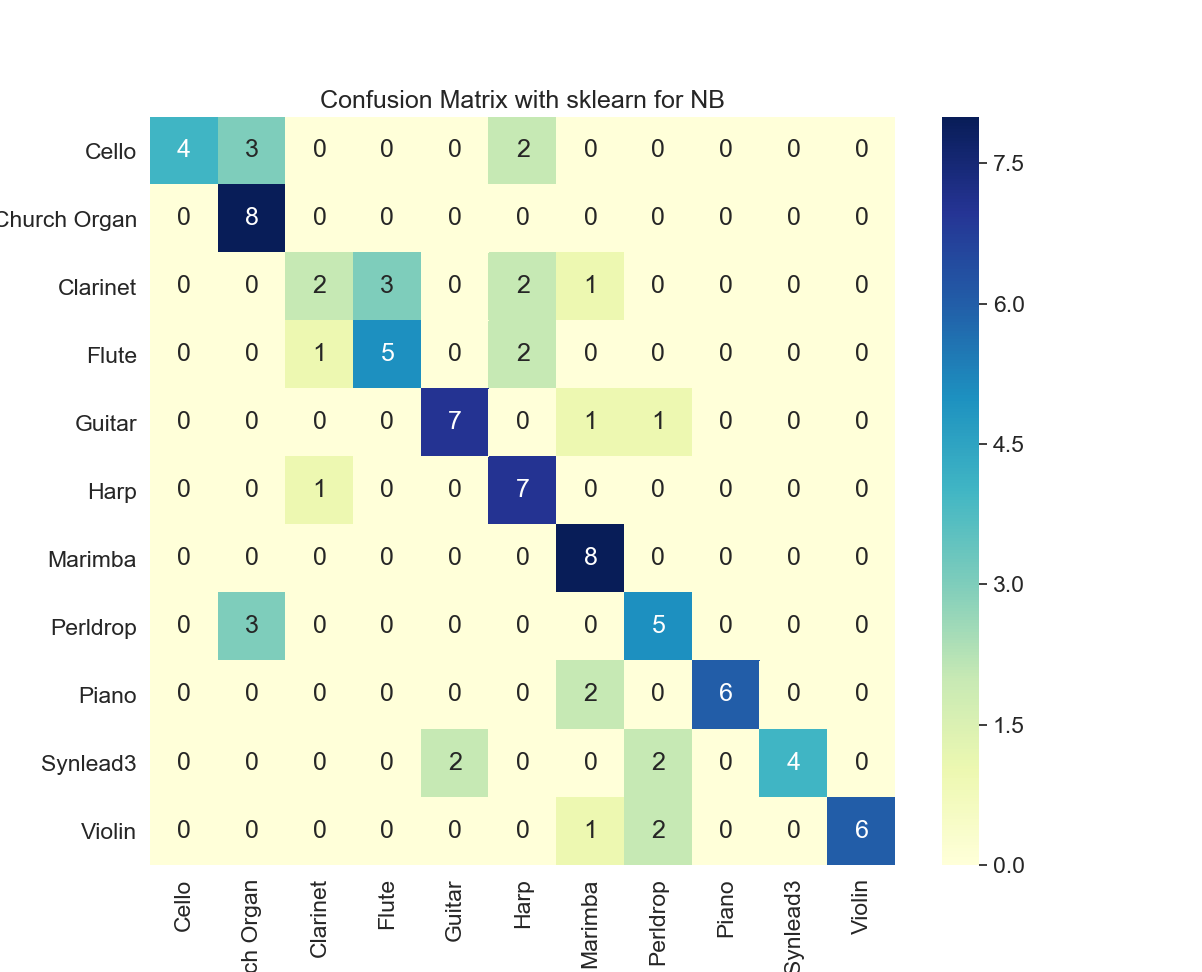 Confusion Matrix with sklearn for NB
Cello 4 3 0 0 0 2 0 0 0 0 0
Church Organ 0 8 0 0 0 0 0 0 0 0 0
Clarinet 0 0 2 3 0 2 1 0 0 0 0
Flute 0 0 1 5 0 2 0 0 0 0 0
Guitar 0 0 0 0 7 0 1 1 0 0 0
Harp 0 0 1 0 0 7 0 0 0 0 0
Marimba 0 0 0 0 0 0 8 0 0 0 0
Perldrop 0 3 0 0 0 0 0 5 0 0 0
Piano 0 0 0 0 0 0 2 0 6 0 0
Synlead3 0 0 0 0 2 0 0 2 0 4 0
Violin 0 0 0 0 0 0 1 2 0 0 6
Cello
ch Organ
Clarinet
Flute
Guitar
Harp
Marimba
Perldrop
Piano
Synlead3
Violin
7.5
6.0
4.5
3.0
1.5
0.0